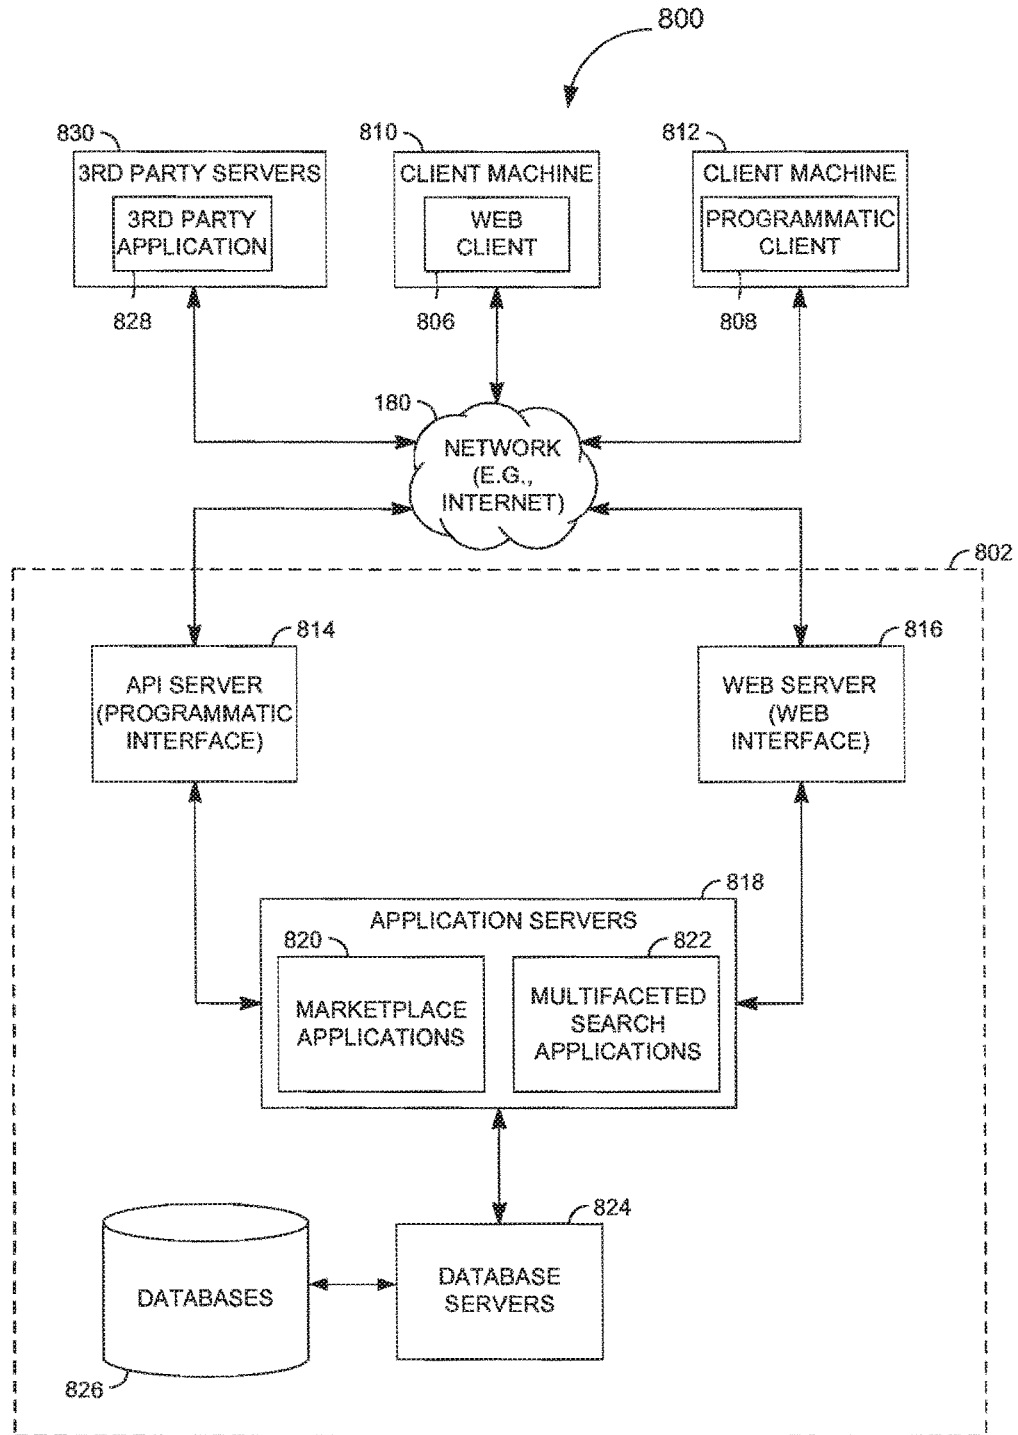 800
830
810
812
3RD PARTY SERVERS
CLIENT MACHINE
CLIENT MACHINE
3RD PARTY
APPLICATION
WEB
CLIENT
PROGRAMMATIC
CLIENT
828
806
808
180
NETWORK
(E.G.,
INTERNET)
802
814
816
API SERVER
(PROGRAMMATIC
INTERFACE)
WEB SERVER
(WEB
INTERFACE)
818
APPLICATION SERVERS
820
822
MARKETPLACE
APPLICATIONS
MULTIFACETED
SEARCH
APPLICATIONS
824
DATABASES
DATABASE
SERVERS
826